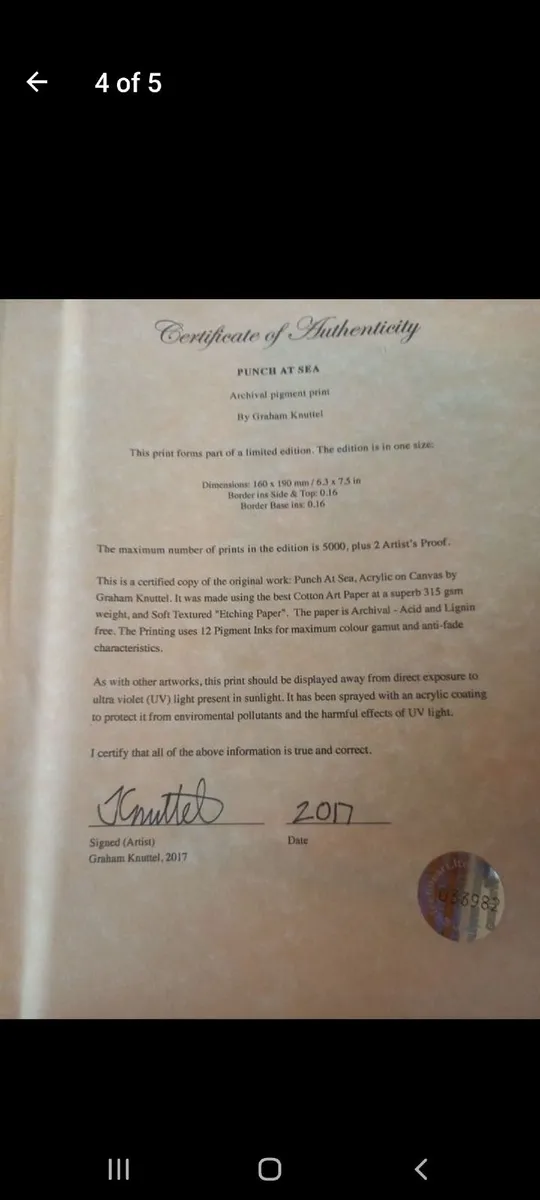 4 of 5
Certificate of Authenticity
PUNCH AT SEA
Archival pigment print
By Graham Knuttel
This print forms part of a limited edition. The edition is in one size:
Dimensions: 160 x 190 mm / 6.3 x 7.5 in
Border ins Side & Top: 0.16
Border Base ins: 0.16
The maximum number of prints in the edition is 5000, plus 2 Artist's Proof.
This is a certified copy of the original work: Punch At Sea, Acrylic on Canvas by
Graham Knuttel. It was made using the best Cotton Art Paper at a superb 315 gsm
weight, and Soft Textured "Etching Paper". The paper is Archival - Acid and Lignin
free. The Printing uses 12 Pigment Inks for maximum colour gamut and anti-fade
characteristics.
As with other artworks, this print should be displayed away from direct exposure to
ultra violet (UV) light present in sunlight. It has been sprayed with an acrylic coating
to protect it from enviromental pollutants and the harmful effects of UV light.
I certify that all of the above information is true and correct.
JKnuttel 2017
Signed (Artist) Date
Graham Knuttel, 2017
036982